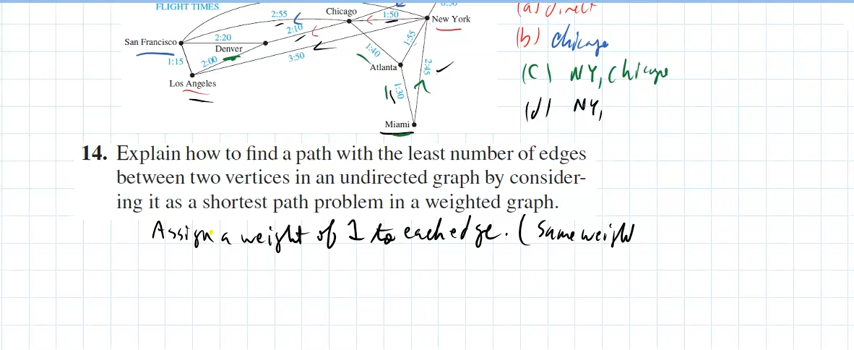 FLIGHT TIMES
(a) direct
2:55
Chicago
1:50
New York
2:10
(b) Chicago
San Francisco
2:20
Denver
1:55
1:15
2:00
3:50
1:40
Atlanta
2:45
(c) NY, Chicago
Los Angeles
1:30
(d) NY,
Miami
14. Explain how to find a path with the least number of edges
between two vertices in an undirected graph by consider-
ing it as a shortest path problem in a weighted graph.
Assign a weight of 1 to each edge. (same weight